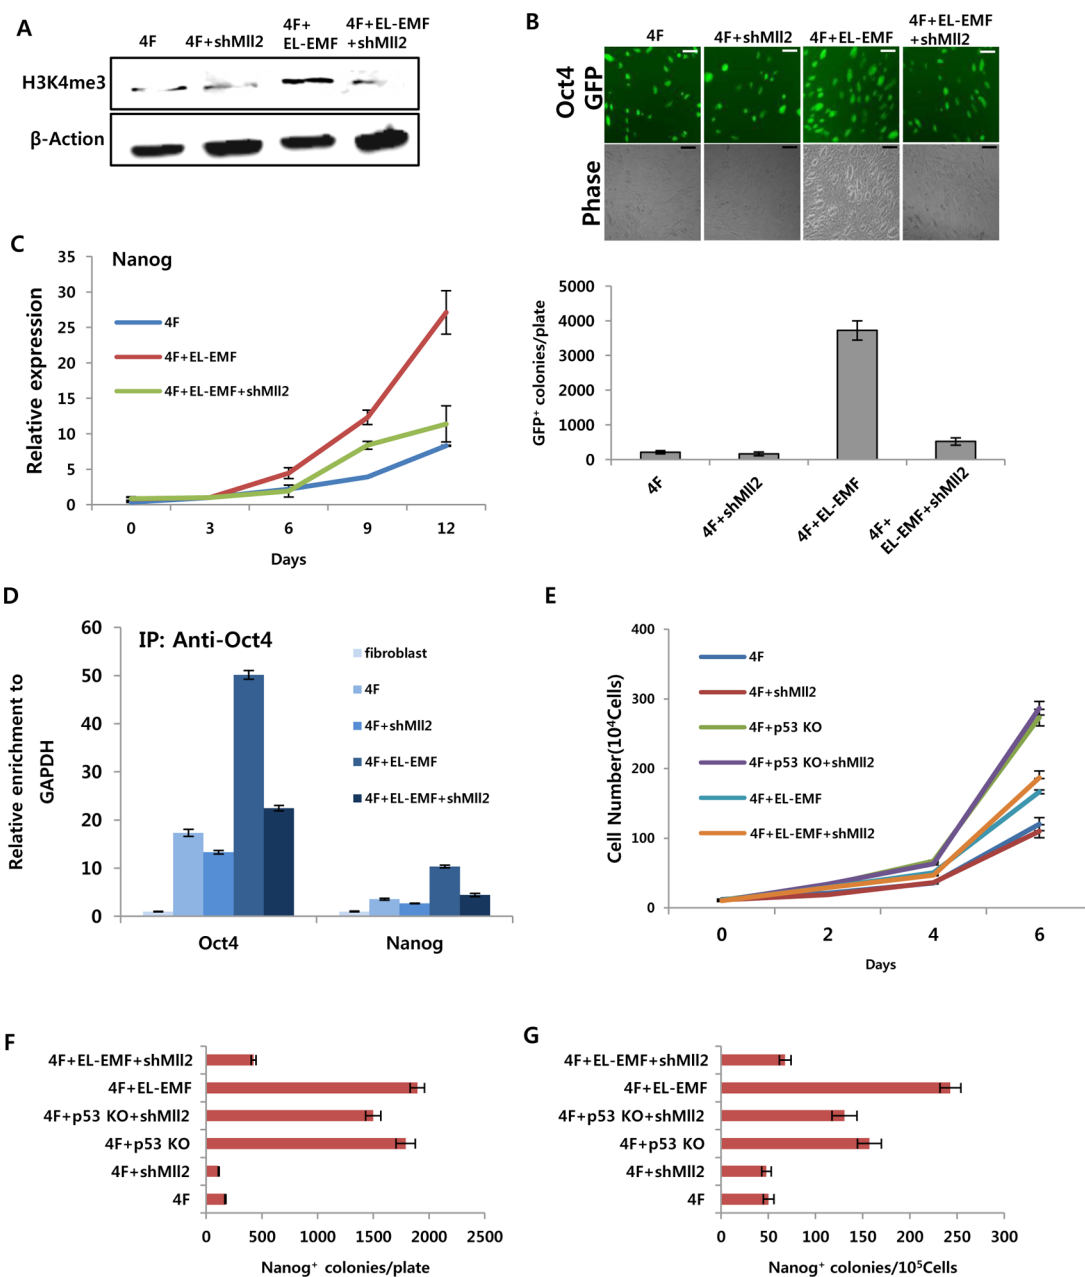 A
4F
4F+shMll2
4F+
EL-EMF
4F+EL-EMF
+shMll2
H3K4me3
β-Action
B
4F
4F+shMll2
4F+EL-EMF
4F+EL-EMF
+shMll2
Oct4
GFP
Phase
C
Nanog
Relative expression
35
30
25
20
15
10
5
0
4F
4F+EL-EMF
4F+EL-EMF+shMll2
0 3 6 9 12
Days
GFP⁺ colonies/plate
5000
4000
3000
2000
1000
0
4F
4F+shMll2
4F+EL-EMF
4F+
EL-EMF+shMll2
D
IP: Anti-Oct4
Relative enrichment to
GAPDH
60
50
40
30
20
10
0
fibroblast
4F
4F+shMll2
4F+EL-EMF
4F+EL-EMF+shMll2
Oct4 Nanog
E
Cell Number(10⁴Cells)
400
300
200
100
0
4F
4F+shMll2
4F+p53 KO
4F+p53 KO+shMll2
4F+EL-EMF
4F+EL-EMF+shMll2
0 2 4 6
Days
F
4F+EL-EMF+shMll2
4F+EL-EMF
4F+p53 KO+shMll2
4F+p53 KO
4F+shMll2
4F
0 500 1000 1500 2000 2500
Nanog⁺ colonies/plate
G
4F+EL-EMF+shMll2
4F+EL-EMF
4F+p53 KO+shMll2
4F+p53 KO
4F+shMll2
4F
0 50 100 150 200 250 300
Nanog⁺ colonies/10⁵Cells